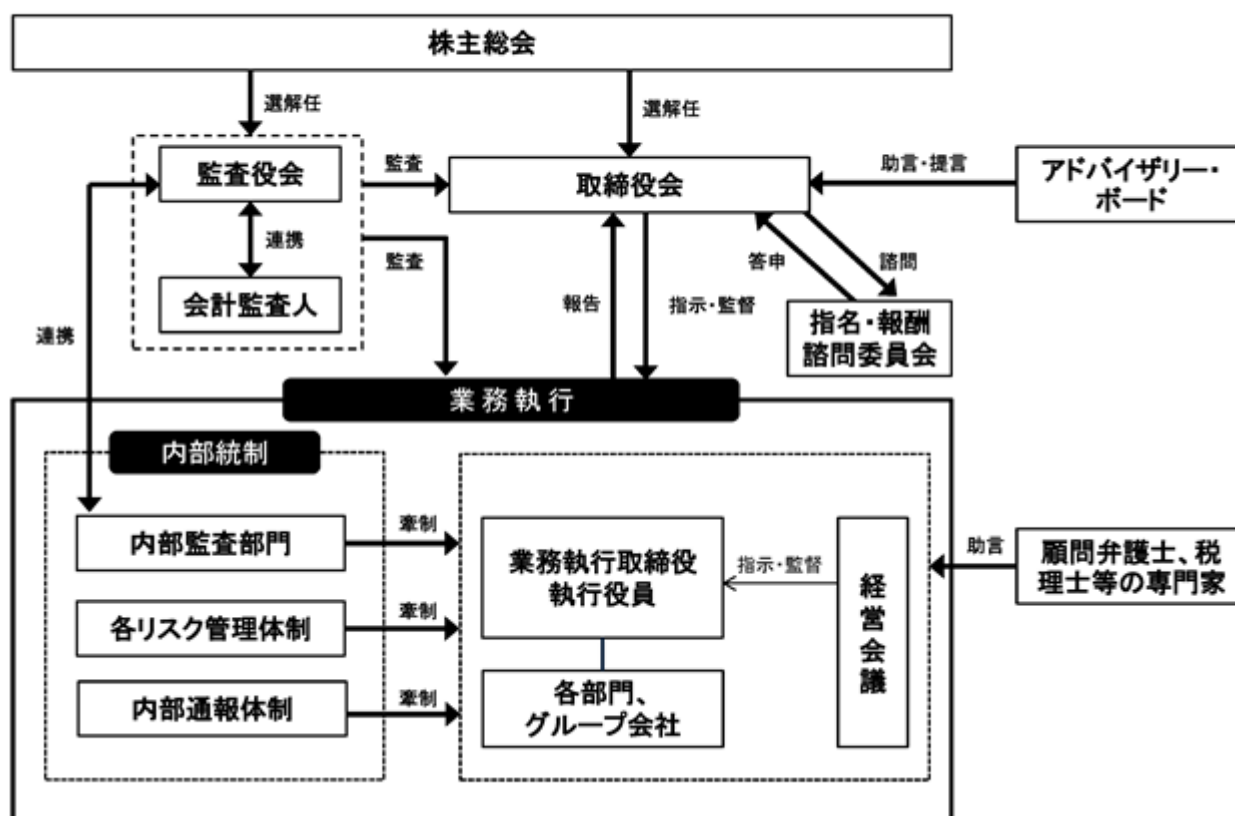 株主総会
選解任
選解任
監査役会
監査
取締役会
助言・提言
アドバイザリー・
ボード
連携
監査
答申
諮問
会計監査人
報告
指示・監督
指名・報酬
諮問委員会
連携
業務執行
内部統制
内部監査部門
牽制
業務執行取締役
執行役員
指示・監督
経営会議
助言
顧問弁護士、税
理士等の専門家
各リスク管理体制
牽制
内部通報体制
牽制
各部門、
グループ会社